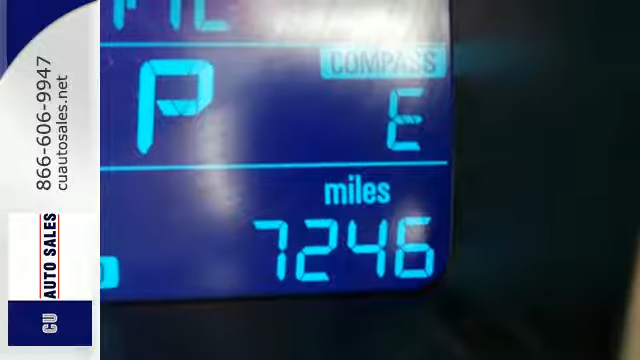 P
COMPASS
E
miles
7246
866-606-9947
cuautosales.net
CU AUTO SALES